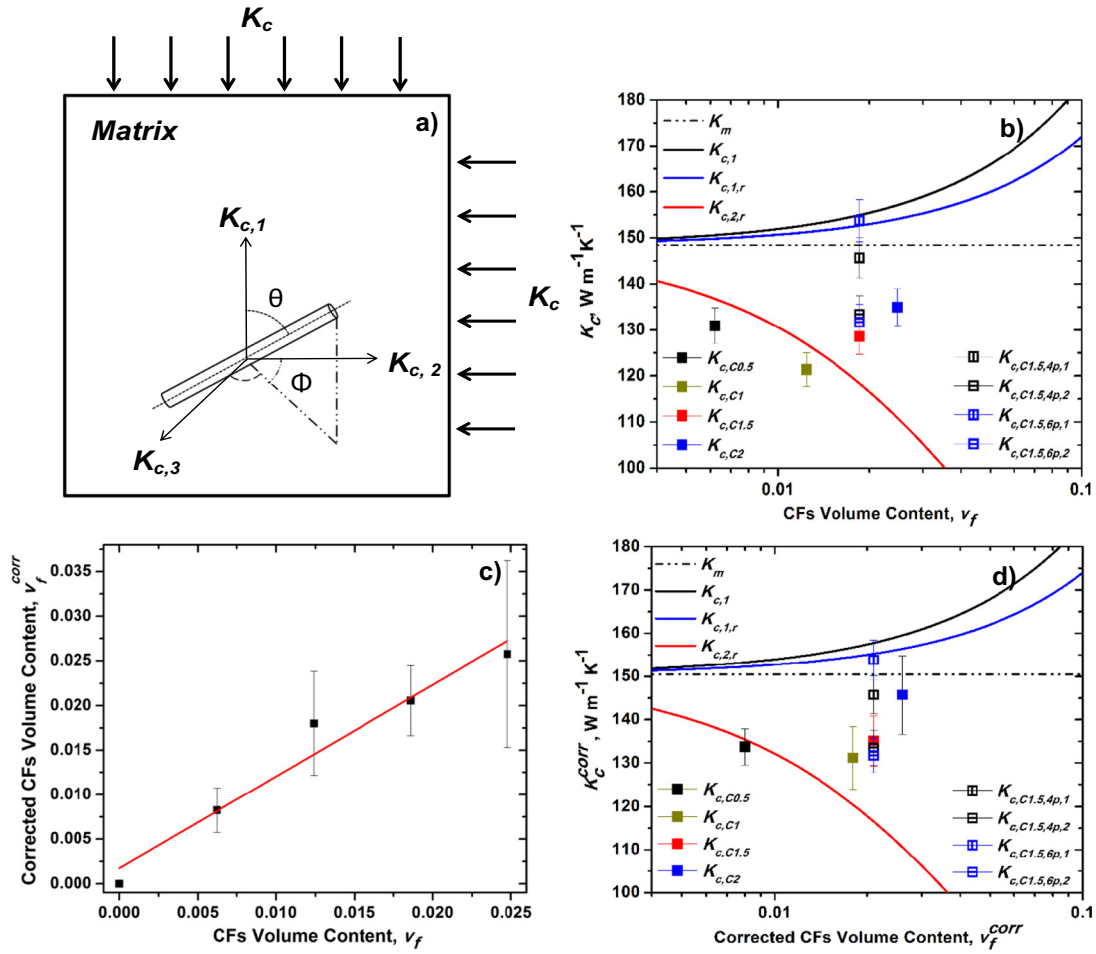 K_c
a)
Matrix
K_c,1
θ
K_c
K_c, 2
Φ
K_c,3
b)
K_m
K_c,1
K_c,1,r
K_c,2,r
180
170
160
150
140
130
120
110
100
K_c, W m⁻¹K⁻¹
K_c,C0.5
K_c,C1
K_c,C1.5
K_c,C2
K_c,C1.5,4p,1
K_c,C1.5,4p,2
K_c,C1.5,6p,1
K_c,C1.5,6p,2
0.01
0.1
CFs Volume Content, v_f
c)
0.035
0.030
0.025
0.020
0.015
0.010
0.005
0.000
Corrected CFs Volume Content, v_f^corr
0.000 0.005 0.010 0.015 0.020 0.025
CFs Volume Content, v_f
d)
K_m
K_c,1
K_c,1,r
K_c,2,r
180
170
160
150
140
130
120
110
100
K_c^corr, W m⁻¹ K⁻¹
K_c,C0.5
K_c,C1
K_c,C1.5
K_c,C2
K_c,C1.5,4p,1
K_c,C1.5,4p,2
K_c,C1.5,6p,1
K_c,C1.5,6p,2
0.01
0.1
Corrected CFs Volume Content, v_f^corr